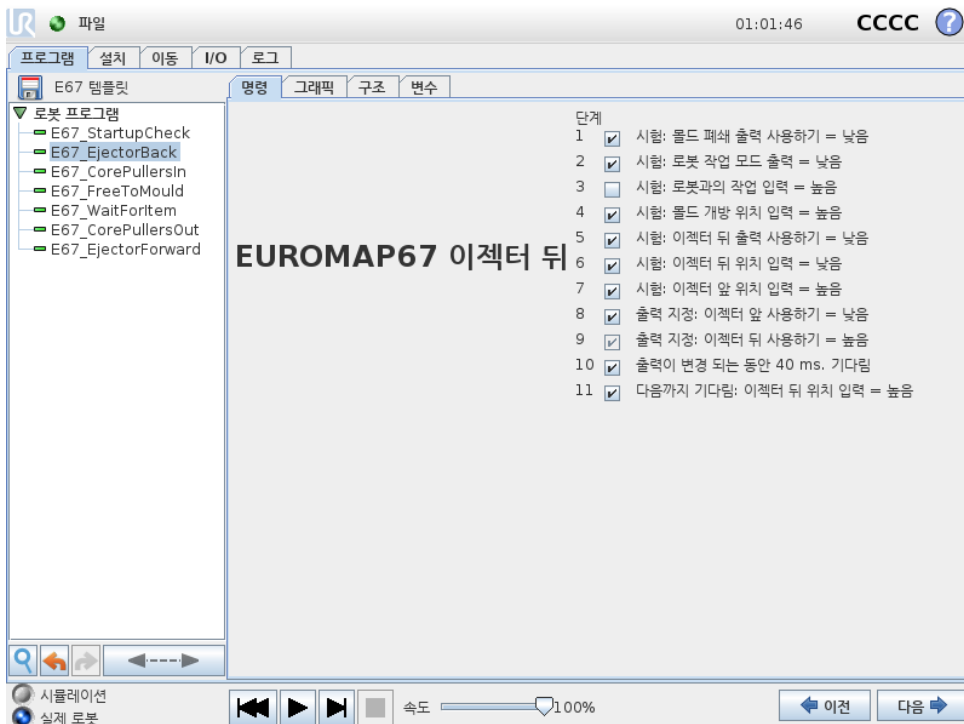 UR 파일 01:01:46 CCCC ?
프로그램 설치 이동 I/O 로그
E67 템플릿
명령 그래픽 구조 변수
로봇 프로그램
E67_StartupCheck
E67_EjectorBack
E67_CorePullersIn
E67_FreeToMould
E67_WaitForItem
E67_CorePullersOut
E67_EjectorForward
EUROMAP67 이젝터 뒤
단계
1 시험: 몰드 폐쇄 출력 사용하기 = 낮음
2 시험: 로봇 작업 모드 출력 = 낮음
3 시험: 로봇과의 작업 입력 = 높음
4 시험: 몰드 개방 위치 입력 = 높음
5 시험: 이젝터 뒤 출력 사용하기 = 낮음
6 시험: 이젝터 뒤 위치 입력 = 낮음
7 시험: 이젝터 앞 위치 입력 = 높음
8 출력 지정: 이젝터 앞 사용하기 = 낮음
9 출력 지정: 이젝터 뒤 사용하기 = 높음
10 출력이 변경 되는 동안 40 ms. 기다림
11 다음까지 기다림: 이젝터 뒤 위치 입력 = 높음
시뮬레이션
실제 로봇
속도 100%
이전 다음